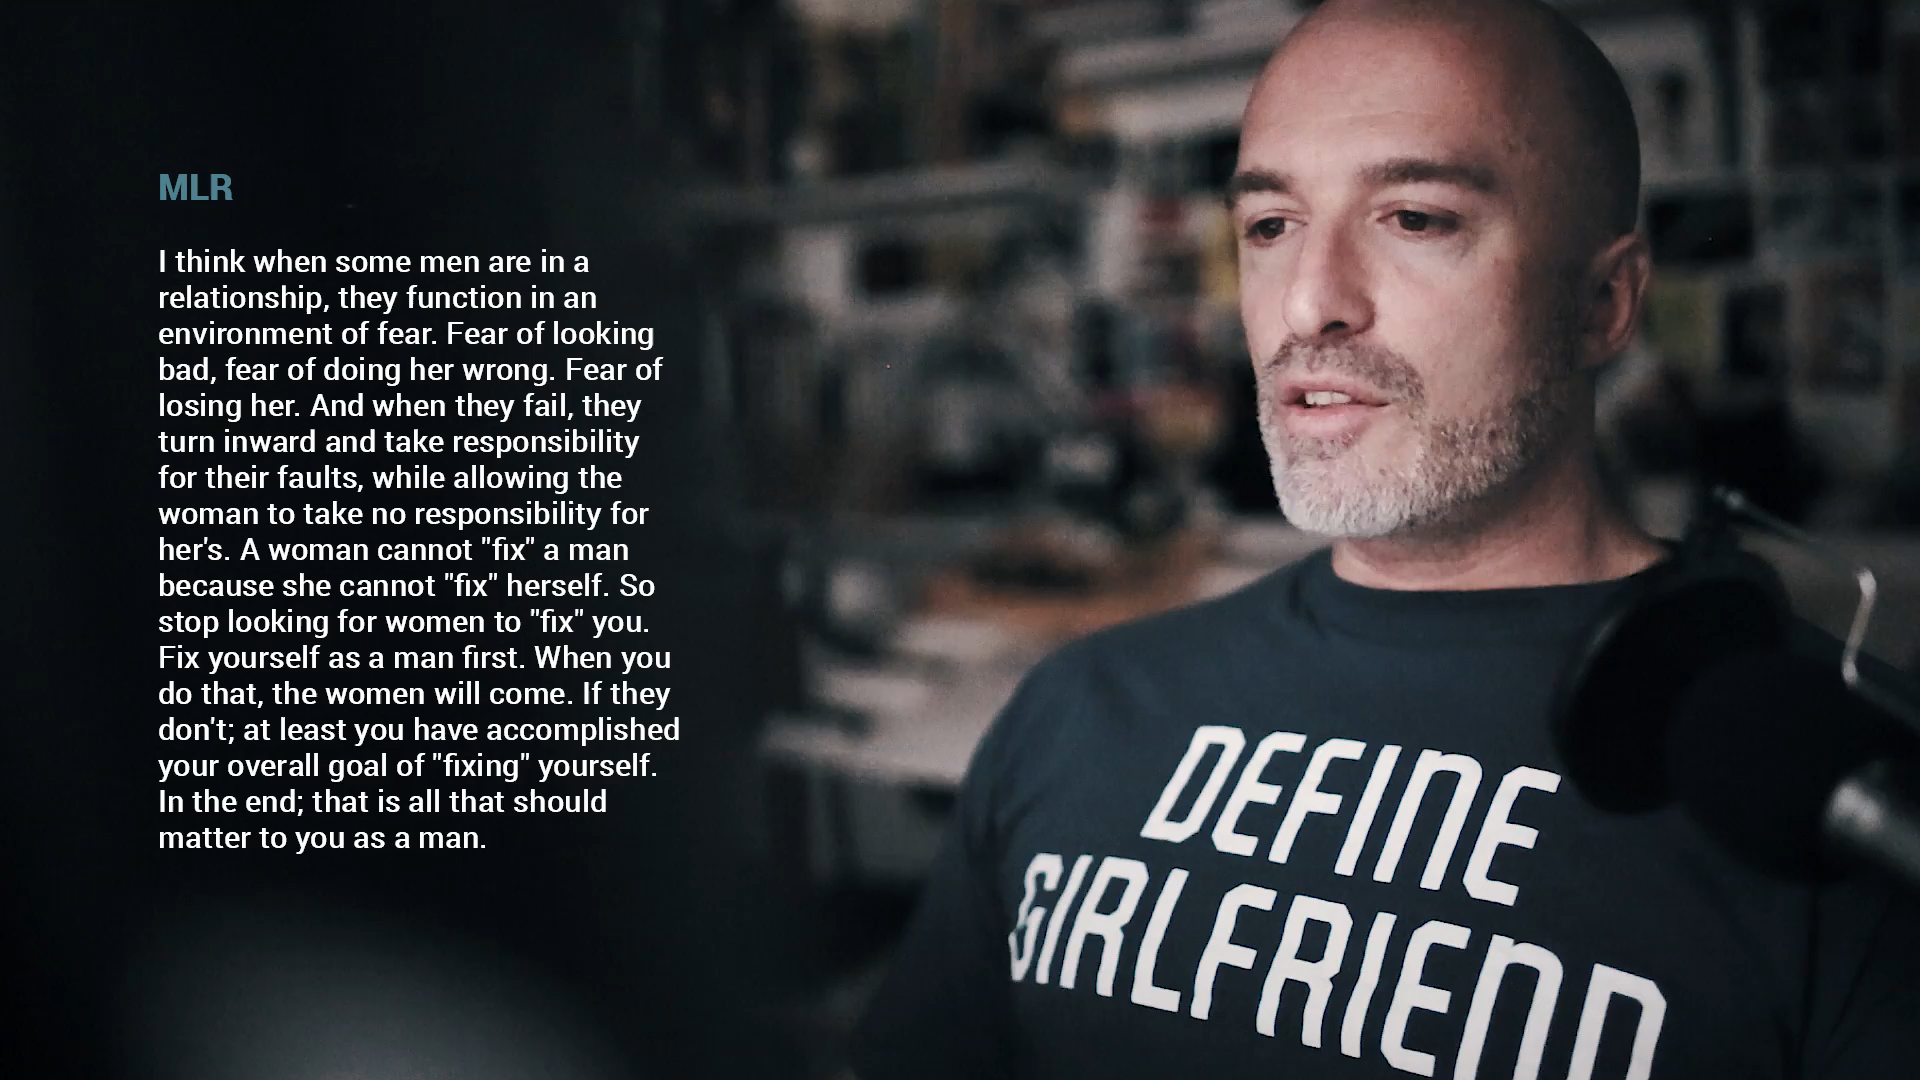 MLR
I think when some men are in a
relationship, they function in an
environment of fear. Fear of looking
bad, fear of doing her wrong. Fear of
losing her. And when they fail, they
turn inward and take responsibility
for their faults, while allowing the
woman to take no responsibility for
her's. A woman cannot "fix" a man
because she cannot "fix" herself. So
stop looking for women to "fix" you.
Fix yourself as a man first. When you
do that, the women will come. If they
don't; at least you have accomplished
your overall goal of "fixing" yourself.
In the end; that is all that should
matter to you as a man.
DEFINE
GIRLFRIEND